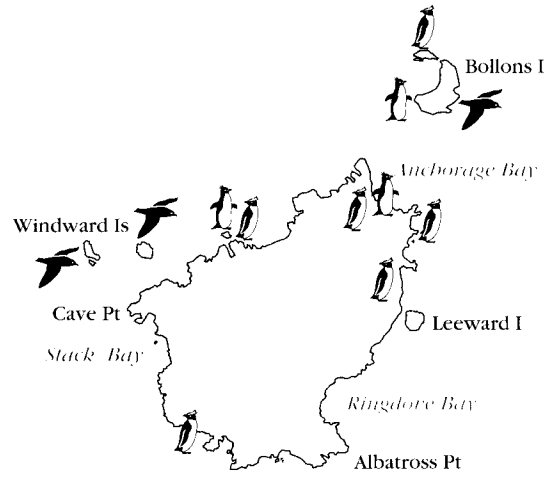 Bollons I
Anchorage Bay
Windward Is
Cave Pt
Leeward I
Stack Bay
Ringdove Bay
Albatross Pt